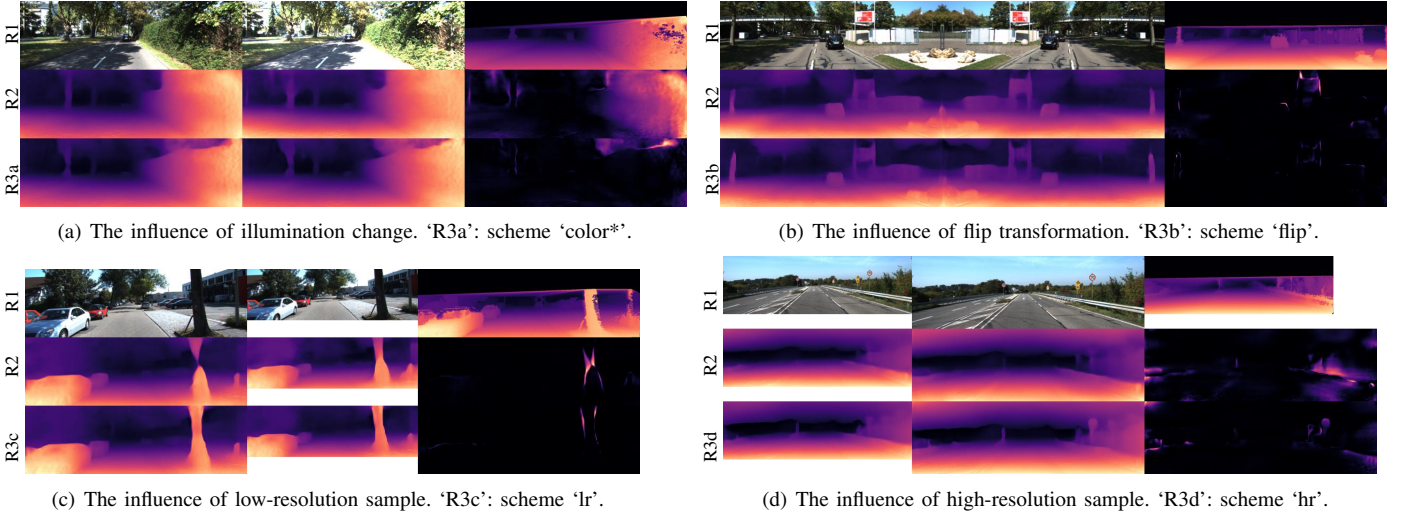 R1
R2
R3a
(a) The influence of illumination change. ‘R3a’: scheme ‘color*’.
R1
R2
R3b
(b) The influence of flip transformation. ‘R3b’: scheme ‘flip’.
R1
R2
R3c
(c) The influence of low-resolution sample. ‘R3c’: scheme ‘lr’.
R1
R2
R3d
(d) The influence of high-resolution sample. ‘R3d’: scheme ‘hr’.